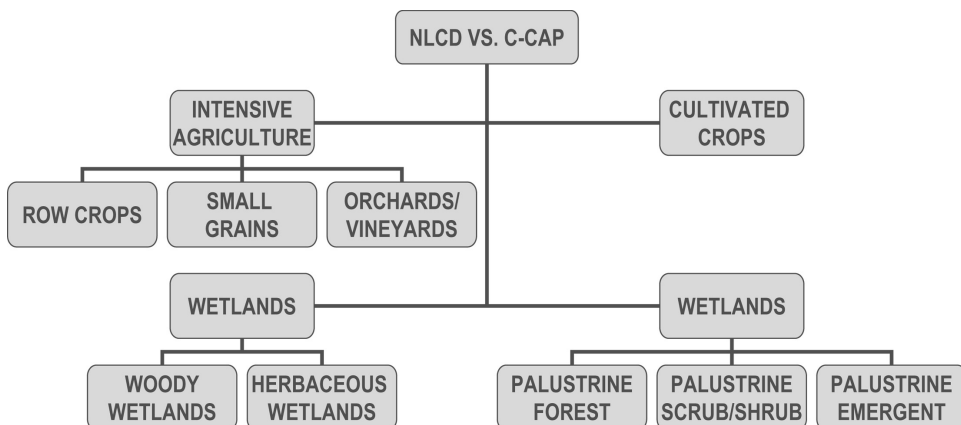 NLCD VS. C-CAP
INTENSIVE
AGRICULTURE
CULTIVATED
CROPS
ROW CROPS
SMALL
GRAINS
ORCHARDS/
VINEYARDS
WETLANDS
WETLANDS
WOODY
WETLANDS
HERBACEOUS
WETLANDS
PALUSTRINE
FOREST
PALUSTRINE
SCRUB/SHRUB
PALUSTRINE
EMERGENT